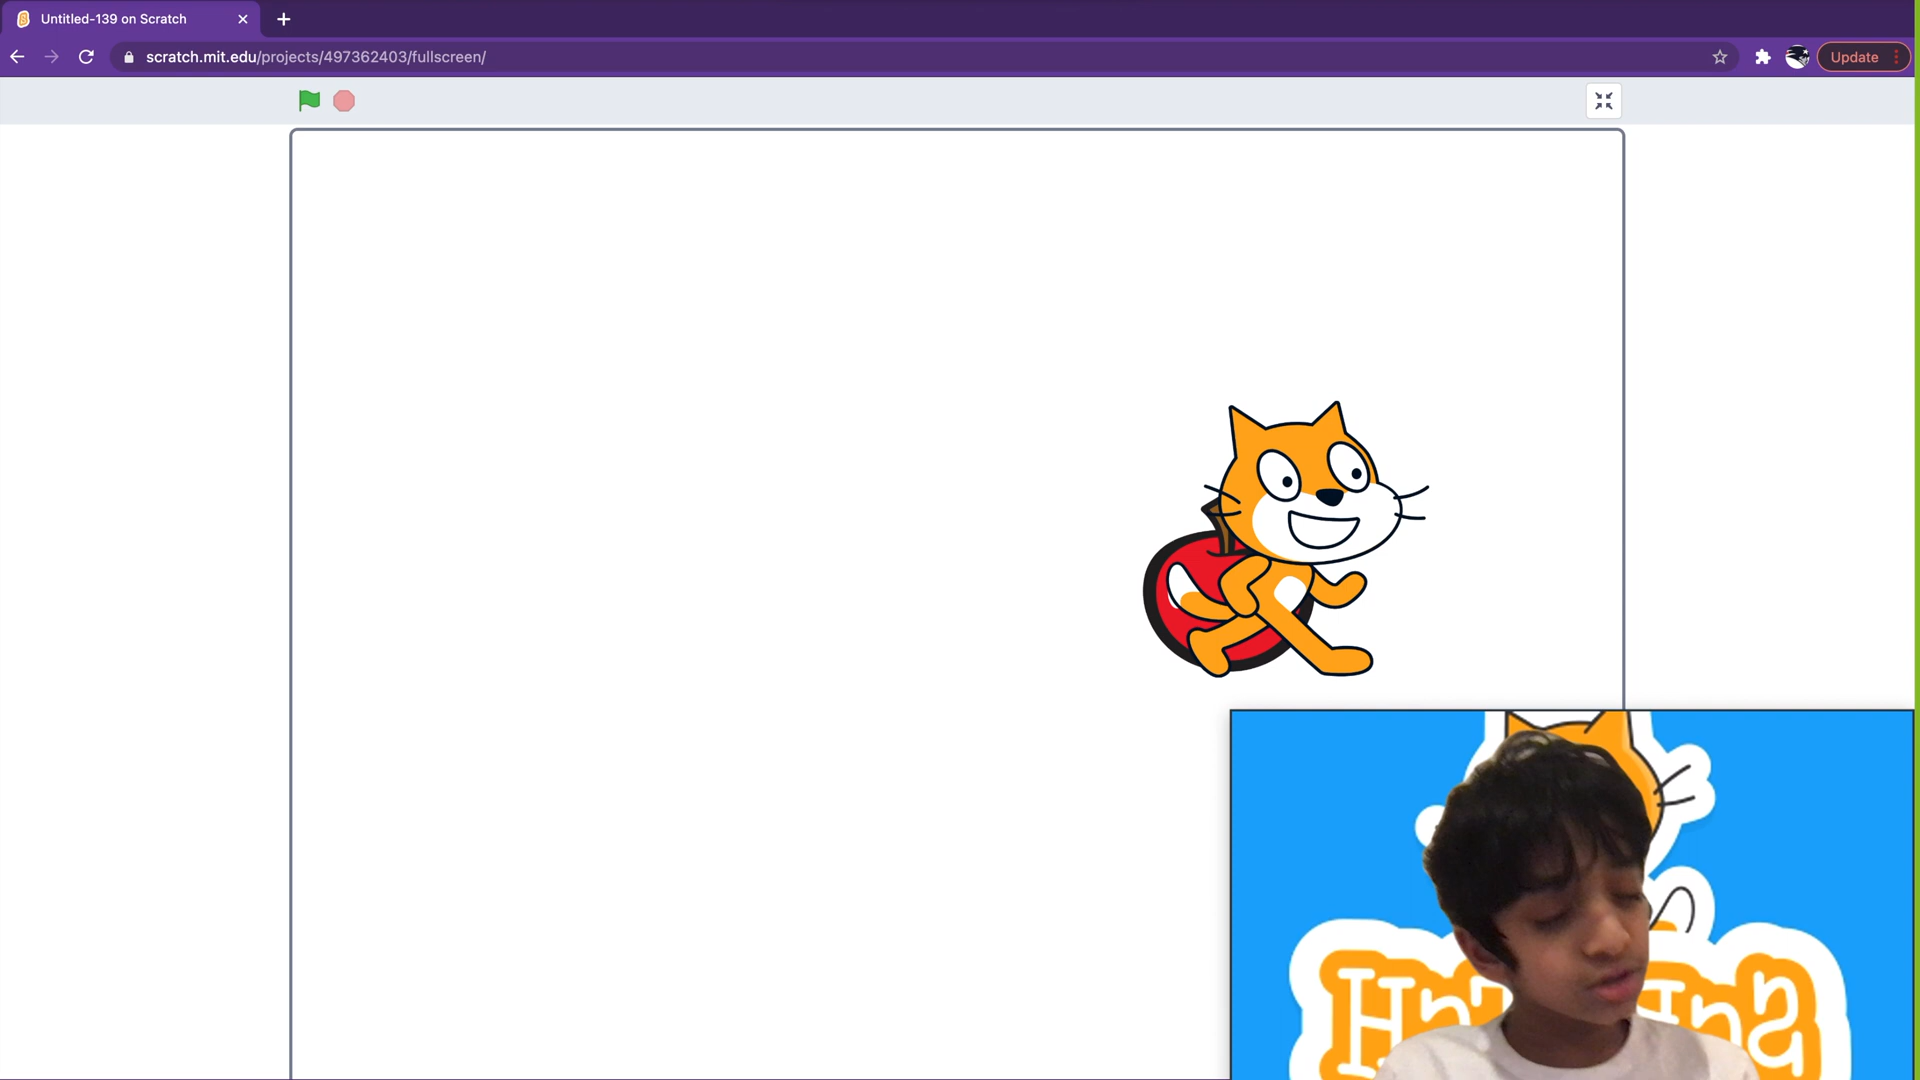 Untitled-139 on Scratch
scratch.mit.edu/projects/497362403/fullscreen/
Update